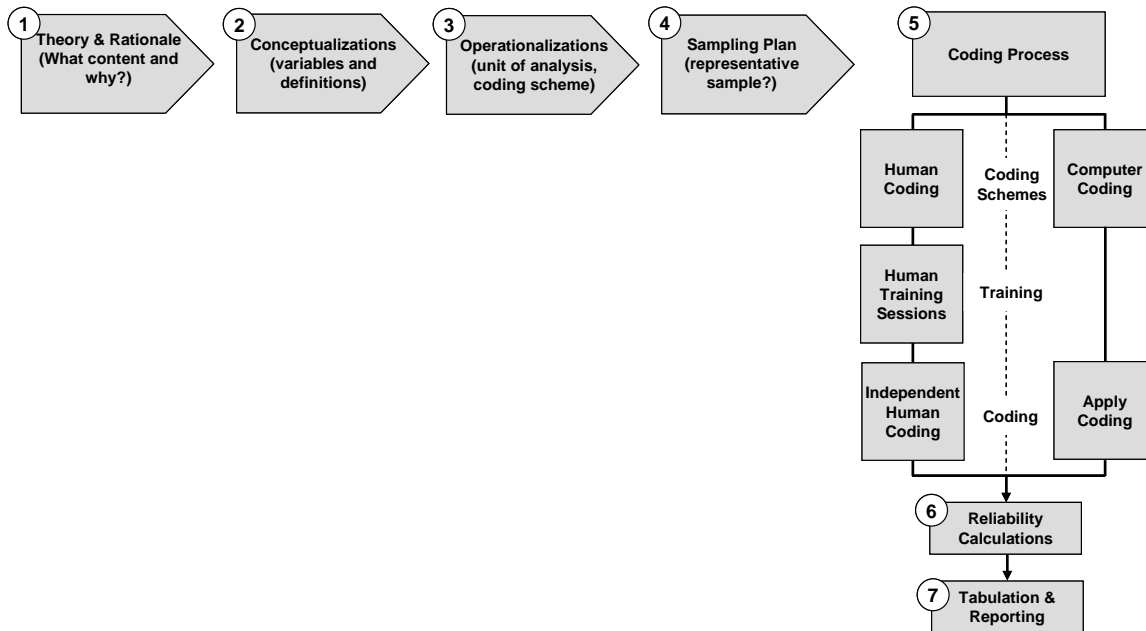 1
Theory & Rationale
(What content and
why?)
2
Conceptualizations
(variables and
definitions)
3
Operationalizations
(unit of analysis,
coding scheme)
4
Sampling Plan
(representative
sample?)
5
Coding Process
Human
Coding
Coding
Schemes
Computer
Coding
Human
Training
Sessions
Training
Independent
Human
Coding
Coding
Apply
Coding
6
Reliability
Calculations
7
Tabulation &
Reporting